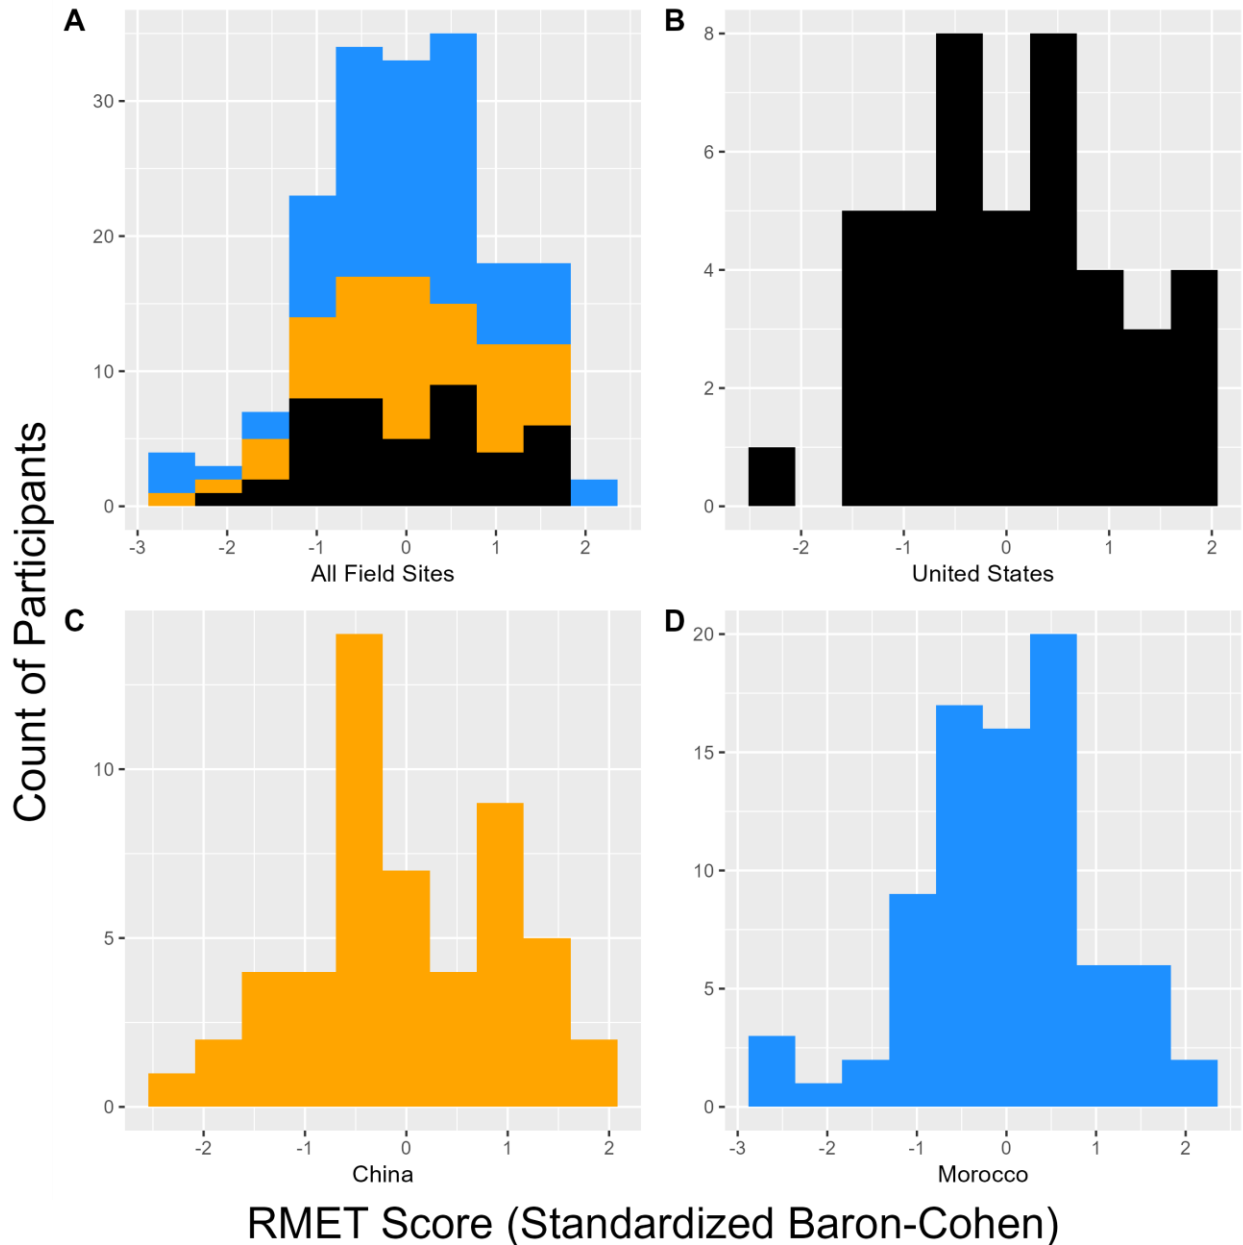 A
B
30
20
10
0
-3 -2 -1 0 1 2
All Field Sites
8
6
4
2
0
-2 -1 0 1 2
United States
Count of Participants
C
D
10
5
0
-2 -1 0 1 2
China
20
15
10
5
0
-3 -2 -1 0 1 2
Morocco
RMET Score (Standardized Baron-Cohen)